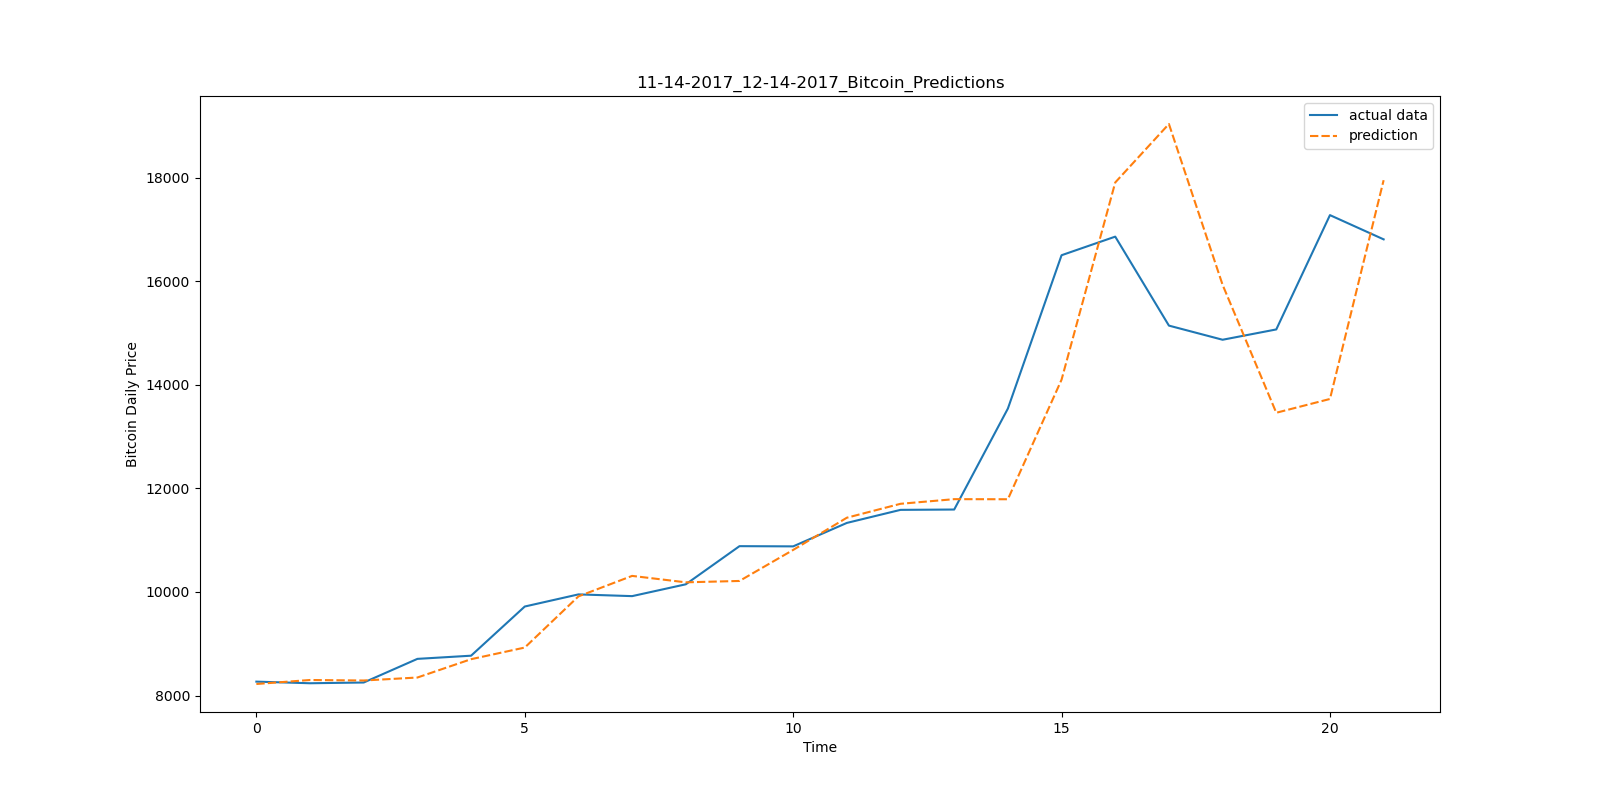 11-14-2017_12-14-2017_Bitcoin_Predictions
actual data
prediction
18000
16000
14000
12000
10000
8000
Bitcoin Daily Price
0 5 10 15 20
Time